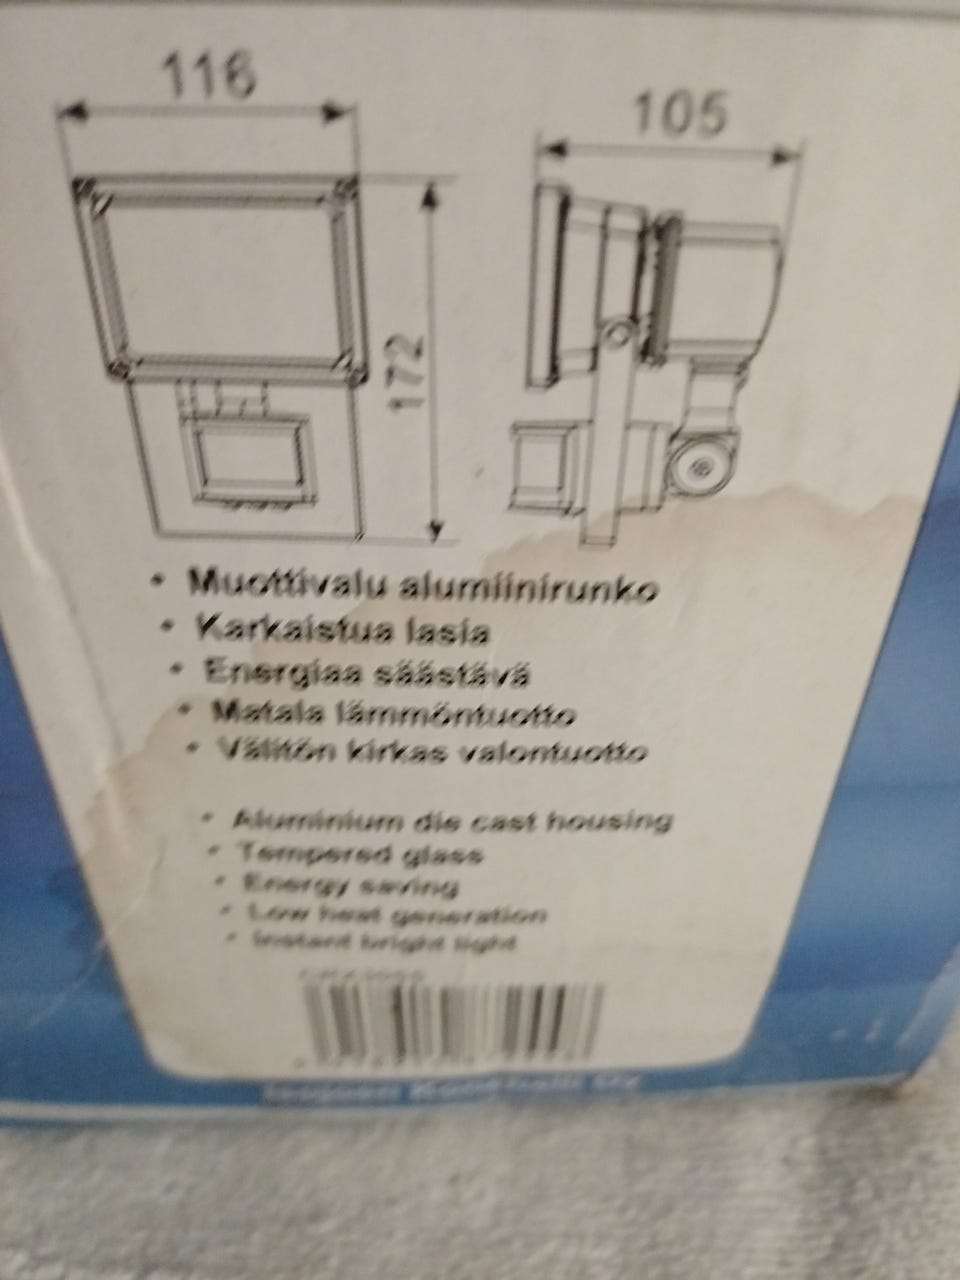 116
105
172
• Muottivalu alumiinirunko
• Karkaistua lasia
• Energiaa säästävä
• Matala lämmöntuotto
• Välitön kirkas valontuotto
• Aluminium die cast housing
• Tempered glass
• Energy saving
• Low heat generation
• Instant bright light
Oy